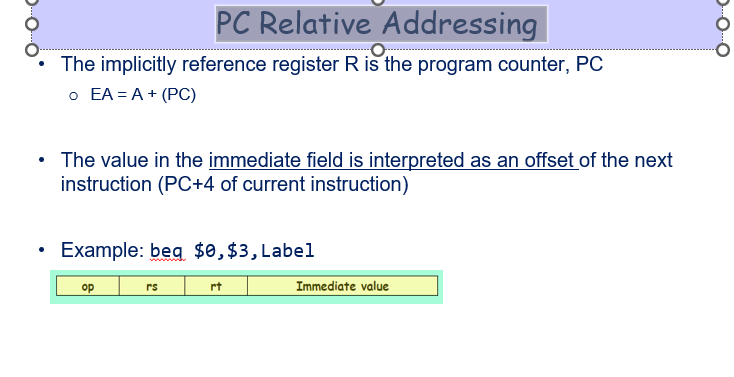 PC Relative Addressing
• The implicitly reference register R is the program counter, PC
o EA = A + (PC)
• The value in the immediate field is interpreted as an offset of the next
instruction (PC+4 of current instruction)
• Example: beq $0,$3,Label
op rs rt Immediate value